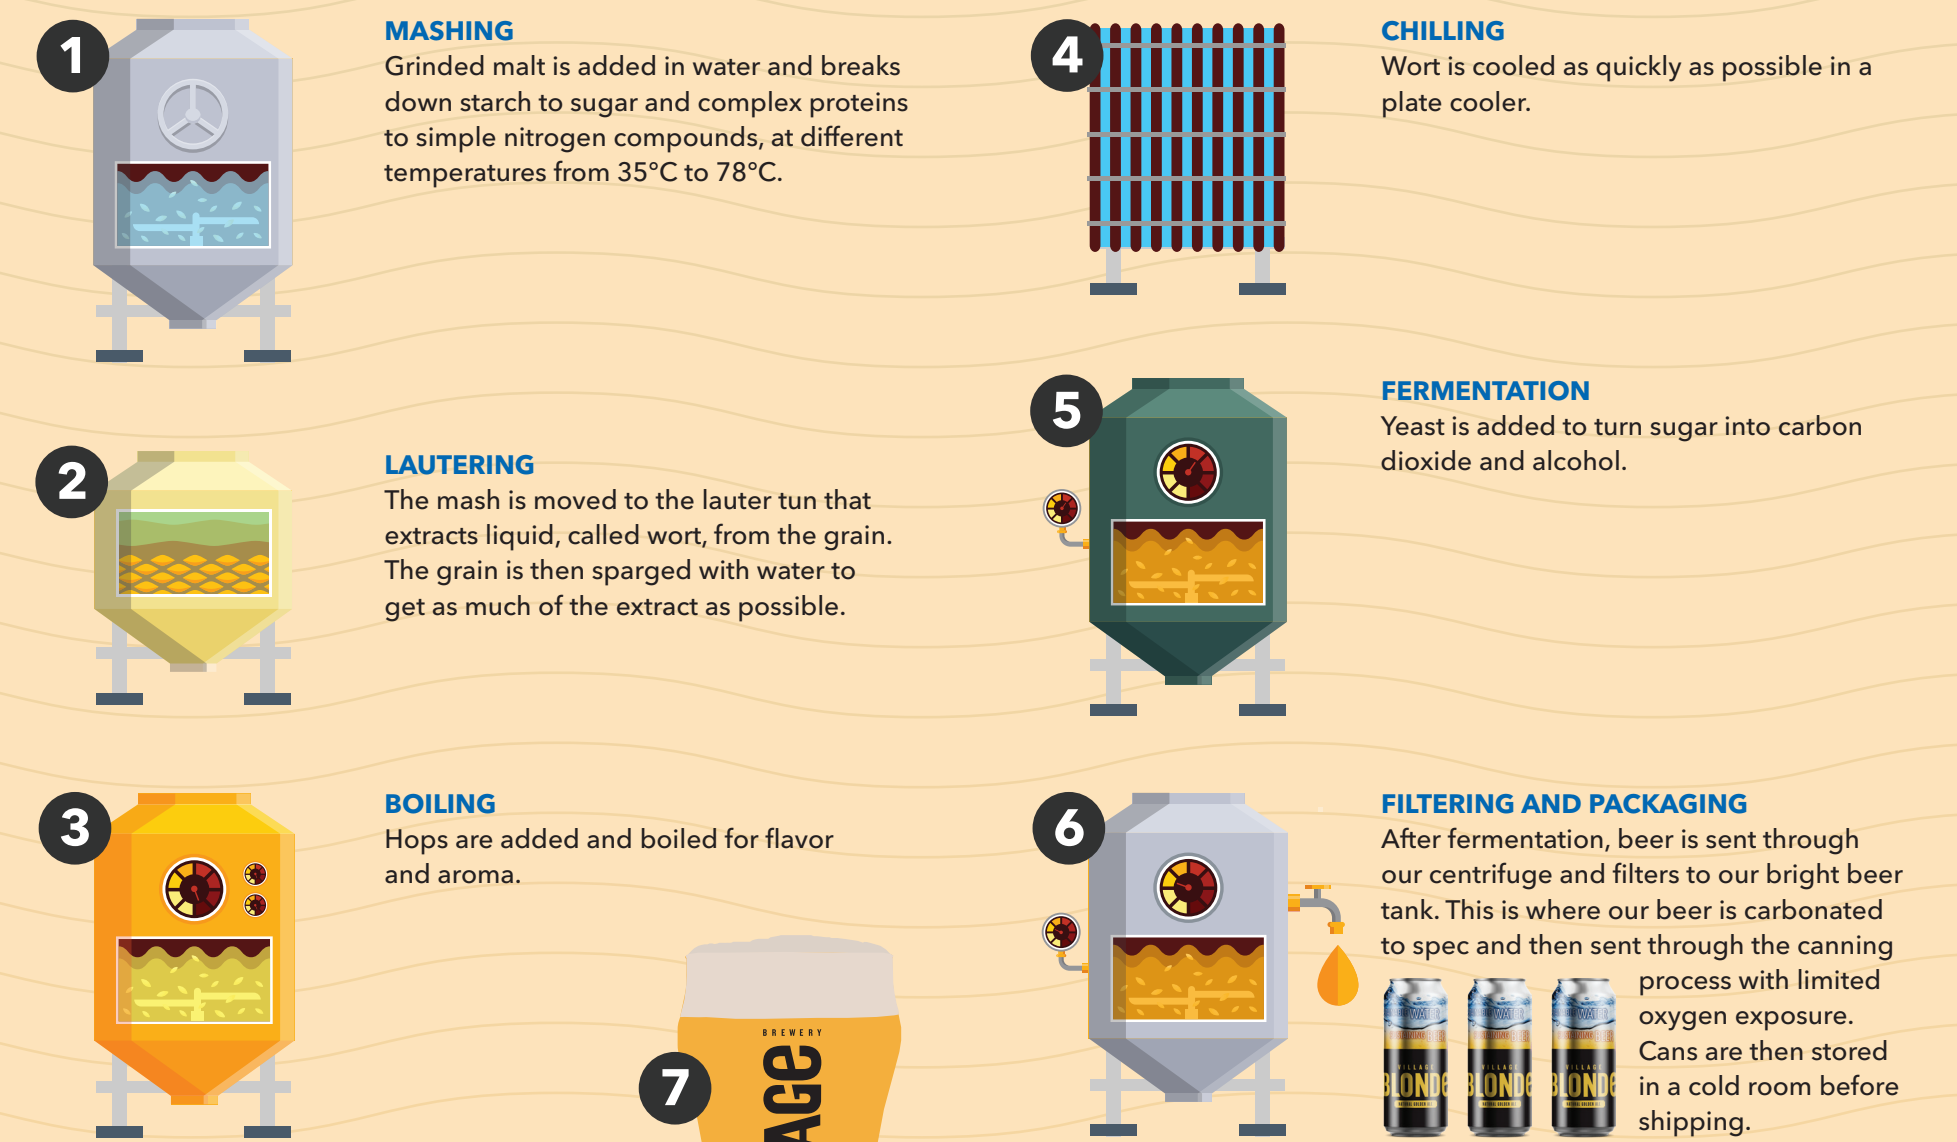 1
MASHING
Grinded malt is added in water and breaks
down starch to sugar and complex proteins
to simple nitrogen compounds, at different
temperatures from 35°C to 78°C.
2
LAUTERING
The mash is moved to the lauter tun that
extracts liquid, called wort, from the grain.
The grain is then sparged with water to
get as much of the extract as possible.
3
BOILING
Hops are added and boiled for flavor
and aroma.
4
CHILLING
Wort is cooled as quickly as possible in a
plate cooler.
5
FERMENTATION
Yeast is added to turn sugar into carbon
dioxide and alcohol.
6
FILTERING AND PACKAGING
After fermentation, beer is sent through
our centrifuge and filters to our bright beer
tank. This is where our beer is carbonated
to spec and then sent through the canning
process with limited
oxygen exposure.
Cans are then stored
in a cold room before
shipping.
WATER
WATER
WATER
VILLAGE
BLONDE
VILLAGE
BLONDE
VILLAGE
BLONDE
7
BREWERY
AGe